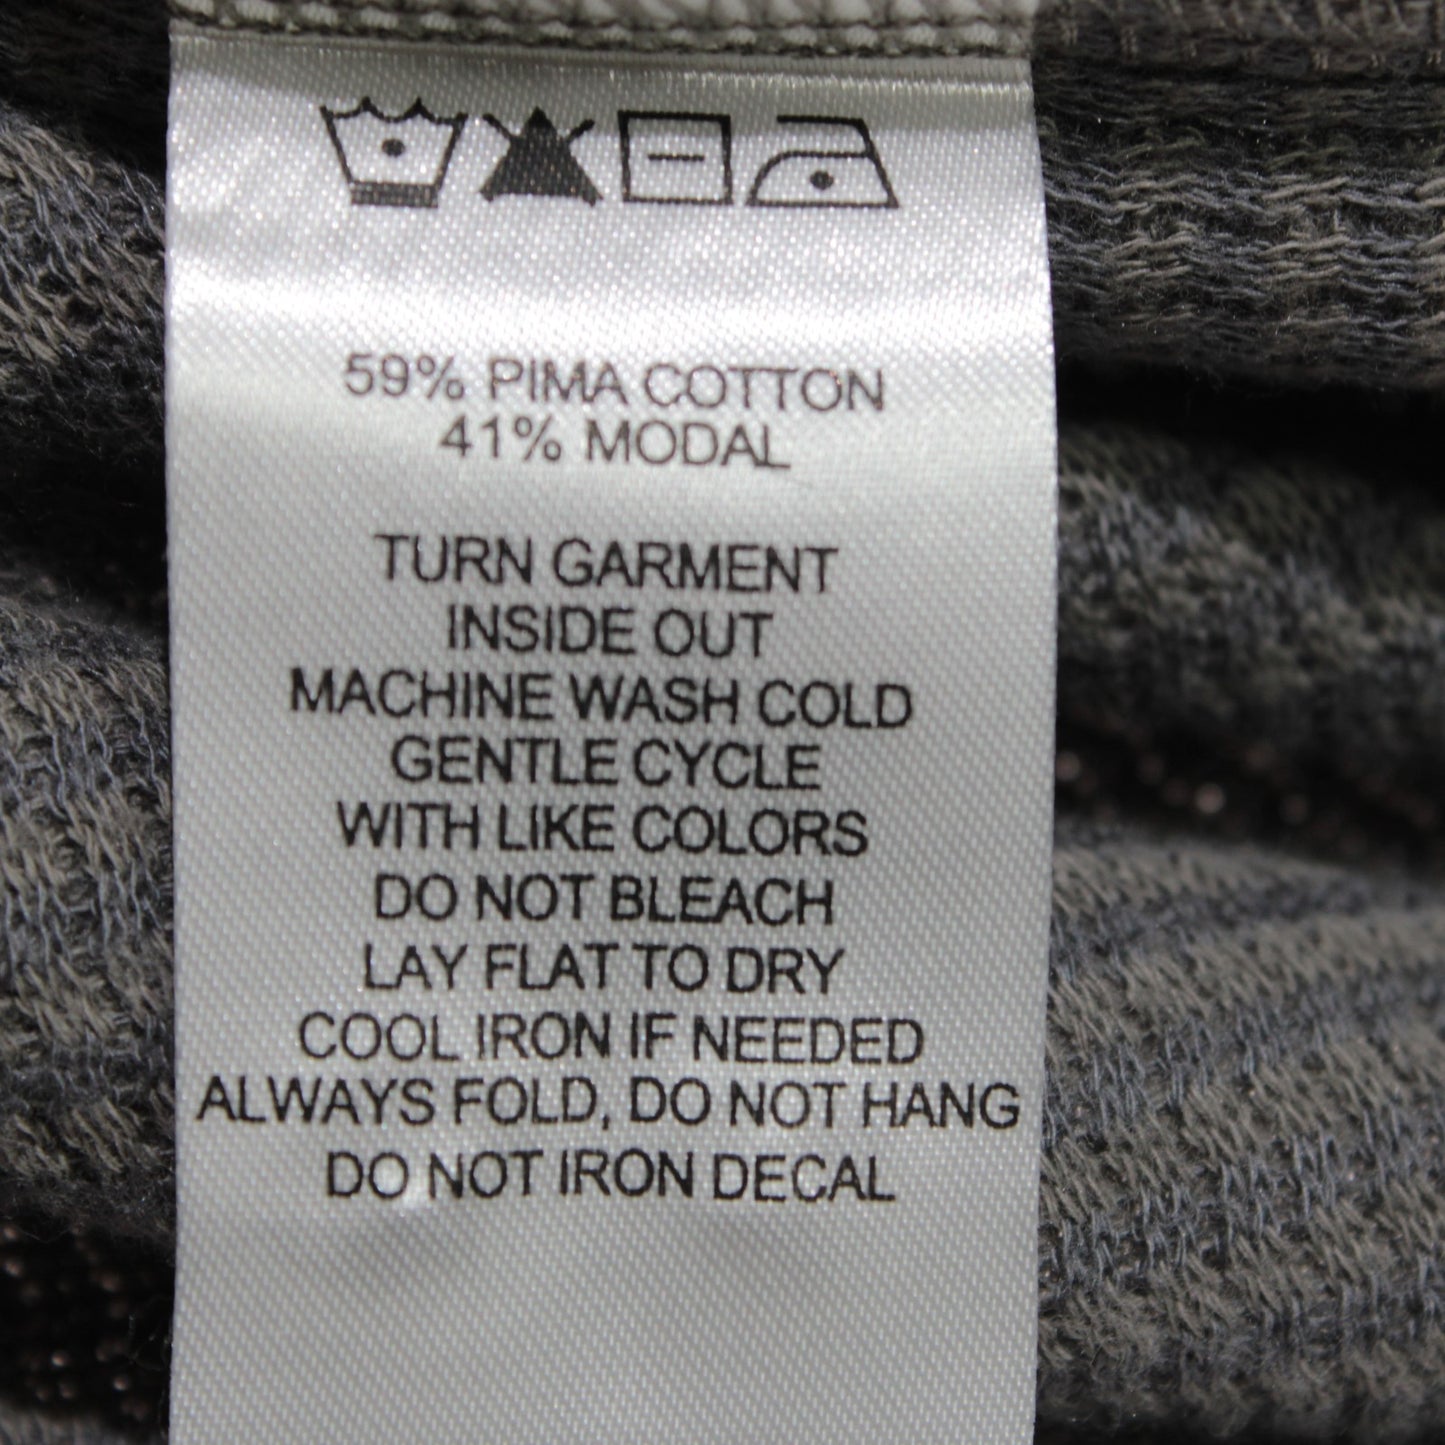 59% PIMA COTTON
41% MODAL
TURN GARMENT
INSIDE OUT
MACHINE WASH COLD
GENTLE CYCLE
WITH LIKE COLORS
DO NOT BLEACH
LAY FLAT TO DRY
COOL IRON IF NEEDED
ALWAYS FOLD, DO NOT HANG
DO NOT IRON DECAL